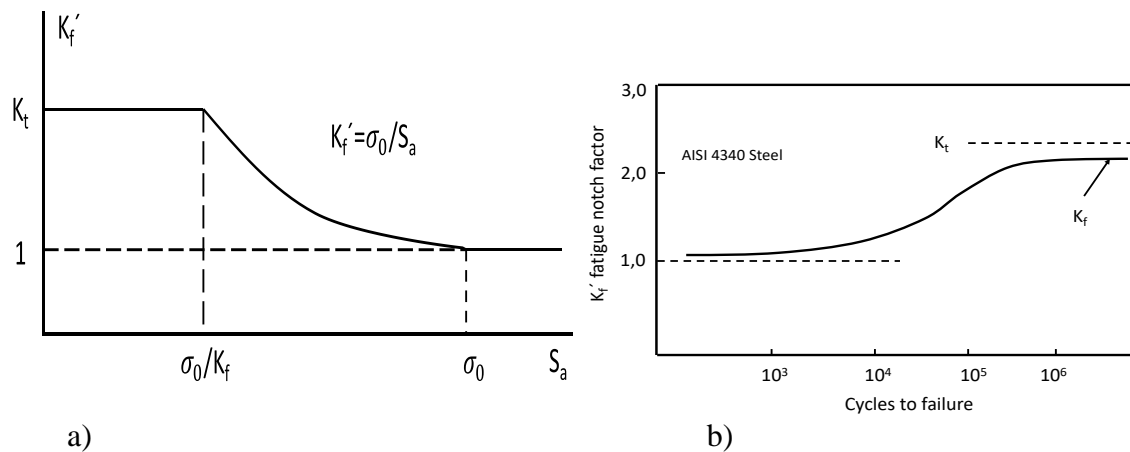 K_f′
K_t
K_f′=σ_0/S_a
1
σ_0/K_f
σ_0
S_a
a)
3,0
AISI 4340 Steel
K_t
2,0
K_f
1,0
K_f′ fatigue notch factor
10^3
10^4
10^5
10^6
Cycles to failure
b)